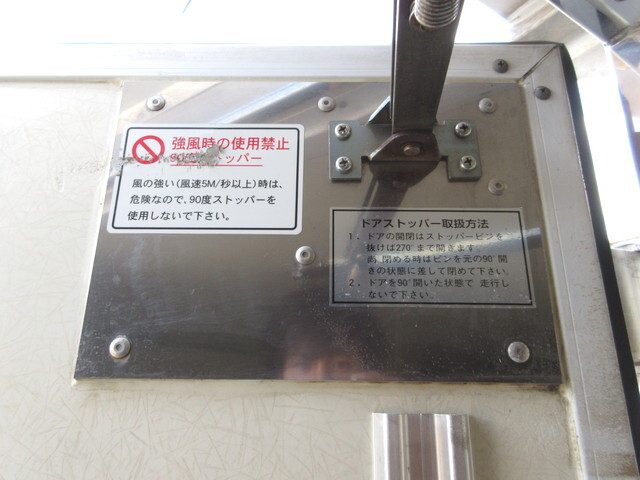 強風時の使用禁止
90度ストッパー
風の強い(風速5M/秒以上)時は、
危険なので、90度ストッパーを
使用しないで下さい。
ドアストッパー取扱方法
1. ドアの開閉はストッパーピンを
抜けば270°まで開きます。
尚 閉める時はピンを元の90°開
きの状態に差して閉めて下さい。
2. ドアを90°開いた状態で 走行し
ないで下さい。